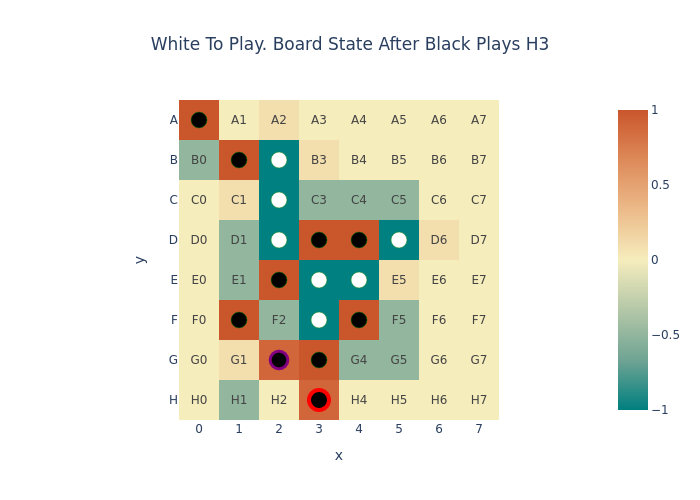 White To Play. Board State After Black Plays H3
A A1 A2 A3 A4 A5 A6 A7
B B0 B3 B4 B5 B6 B7
C C0 C1 C3 C4 C5 C6 C7
D D0 D1 D6 D7
E E0 E1 E5 E6 E7
F F0 F2 F5 F6 F7
G G0 G1 G4 G5 G6 G7
H H0 H1 H2 H4 H5 H6 H7
0 1 2 3 4 5 6 7
x
y
1
0.5
0
−0.5
−1